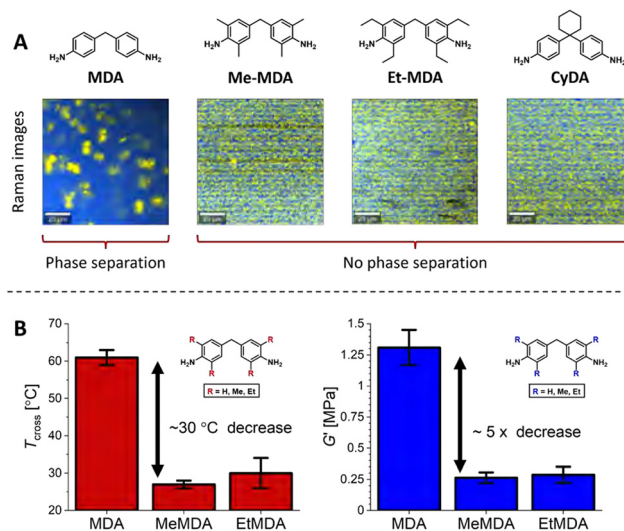 A
H₂N
NH₂
H₂N
NH₂
H₂N
NH₂
H₂N
NH₂
MDA
Me-MDA
Et-MDA
CyDA
Raman images
Phase separation
No phase separation
B
T_cross [°C]
70
60
50
40
30
20
R
R
H₂N
NH₂
R
R
R = H, Me, Et
~30 °C decrease
MDA
MeMDA
EtMDA
G' [MPa]
1.5
1.25
1
0.75
0.5
0.25
0
R
R
H₂N
NH₂
R
R
R = H, Me, Et
~ 5 x decrease
MDA
MeMDA
EtMDA